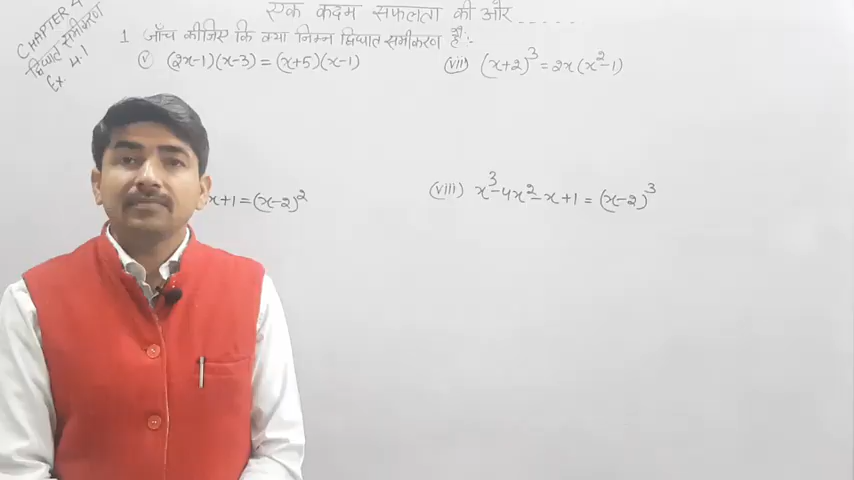 एक कदम सफलता की और......
CHAPTER 4
द्विघात समीकरण
Ex. 4.1
1 जाँच कीजिए कि क्या निम्न द्विघात समीकरण है:-
(v) (2x-1)(x-3) = (x+5)(x-1)
(vii) (x+2)³ = 2x(x²-1)
x+1 = (x-2)²
(viii) x³-4x²-x+1 = (x-2)³